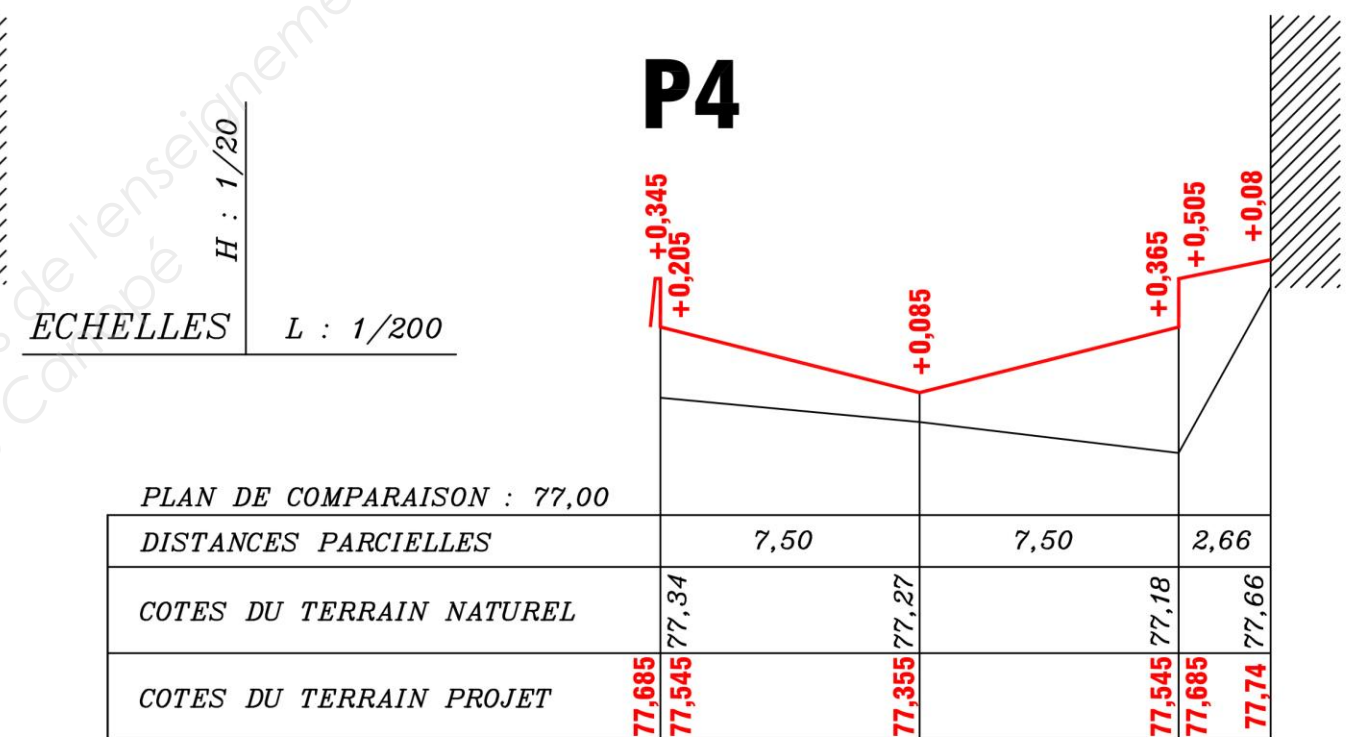 P4
H : 1/20
ECHELLES L : 1/200
+0,345
+0,205
+0,085
+0,365
+0,505
+0,08
PLAN DE COMPARAISON : 77,00
DISTANCES PARCIELLES 7,50 7,50 2,66
COTES DU TERRAIN NATUREL 77,34 77,27 77,18 77,66
COTES DU TERRAIN PROJET 77,685 77,545 77,355 77,545 77,685 77,74
de l'enseigneme